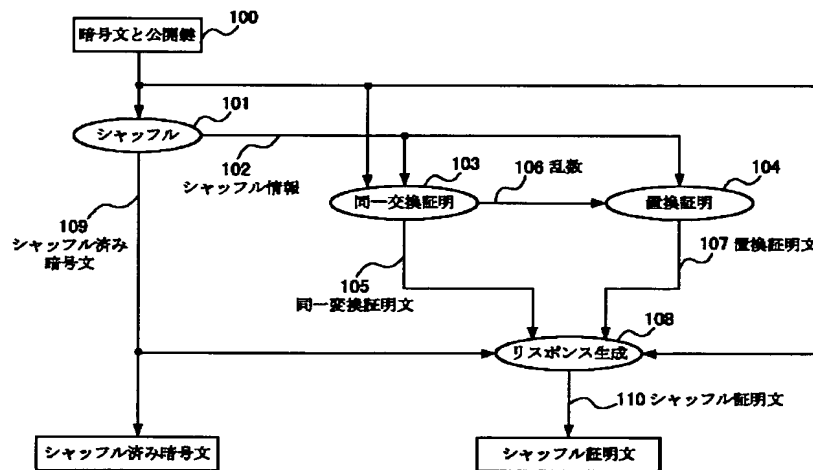 暗号文と公開鍵
100
シャッフル
101
102
シャッフル情報
103
同一交換証明
106 乱数
104
置換証明
109
シャッフル済み
暗号文
105
同一変換証明文
107 置換証明文
108
リスポンス生成
110 シャッフル証明文
シャッフル済み暗号文
シャッフル証明文